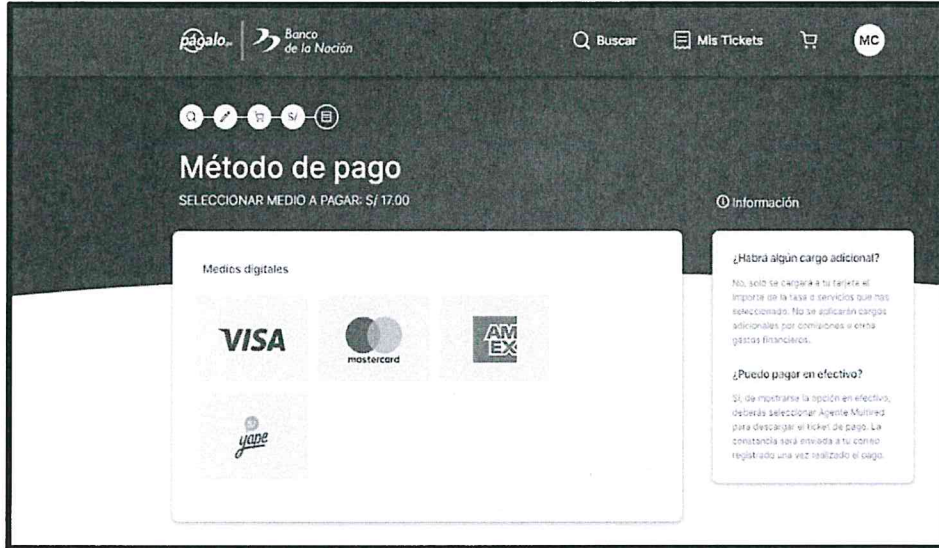 págalo.pe
Banco
de la Nación
Buscar
Mis Tickets
MC
S/
Método de pago
SELECCIONAR MEDIO A PAGAR: S/ 17.00
Información
Medios digitales
VISA
mastercard
AM
EX
S/
yape
¿Habrá algún cargo adicional?
No, solo se cargará a tu tarjeta el
importe de la tasa o servicios que has
seleccionado. No se aplicarán cargos
adicionales por comisiones u otros
gastos financieros.
¿Puedo pagar en efectivo?
Sí, de mostrarse la opción en efectivo,
deberás seleccionar Agente Multired
para descargar el ticket de pago. La
constancia será enviada a tu correo
registrado una vez realizado el pago.